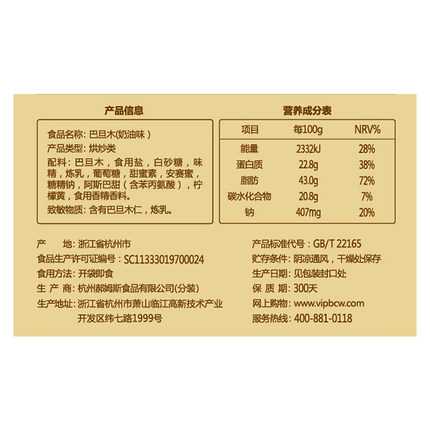 产品信息
食品名称：巴旦木(奶油味）
产品类型：烘炒类
配料：巴旦木，食用盐，白砂糖，味
精，炼乳，葡萄糖，甜蜜素，安赛蜜，
糖精钠，阿斯巴甜（含苯丙氨酸），柠
檬黄，食用香精香料。
致敏物质：含有巴旦木仁，炼乳。
营养成分表
项目 每100g NRV%
能量 2332kJ 28%
蛋白质 22.8g 38%
脂肪 43.0g 72%
碳水化合物 20.8g 7%
钠 407mg 20%
产 地：浙江省杭州市
食品生产许可证编号：SC11333019700024
食用方法：开袋即食
生 产 商：杭州郝姆斯食品有限公司(分装)
生产地址：浙江省杭州市萧山临江高新技术产业
开发区纬七路1999号
产品标准代号：GB/T 22165
贮存条件：阴凉通风，干燥处保存
生产日期：见包装封口处
保 质 期：300天
网上购物：www.vipbcw.com
服务热线：400-881-0118